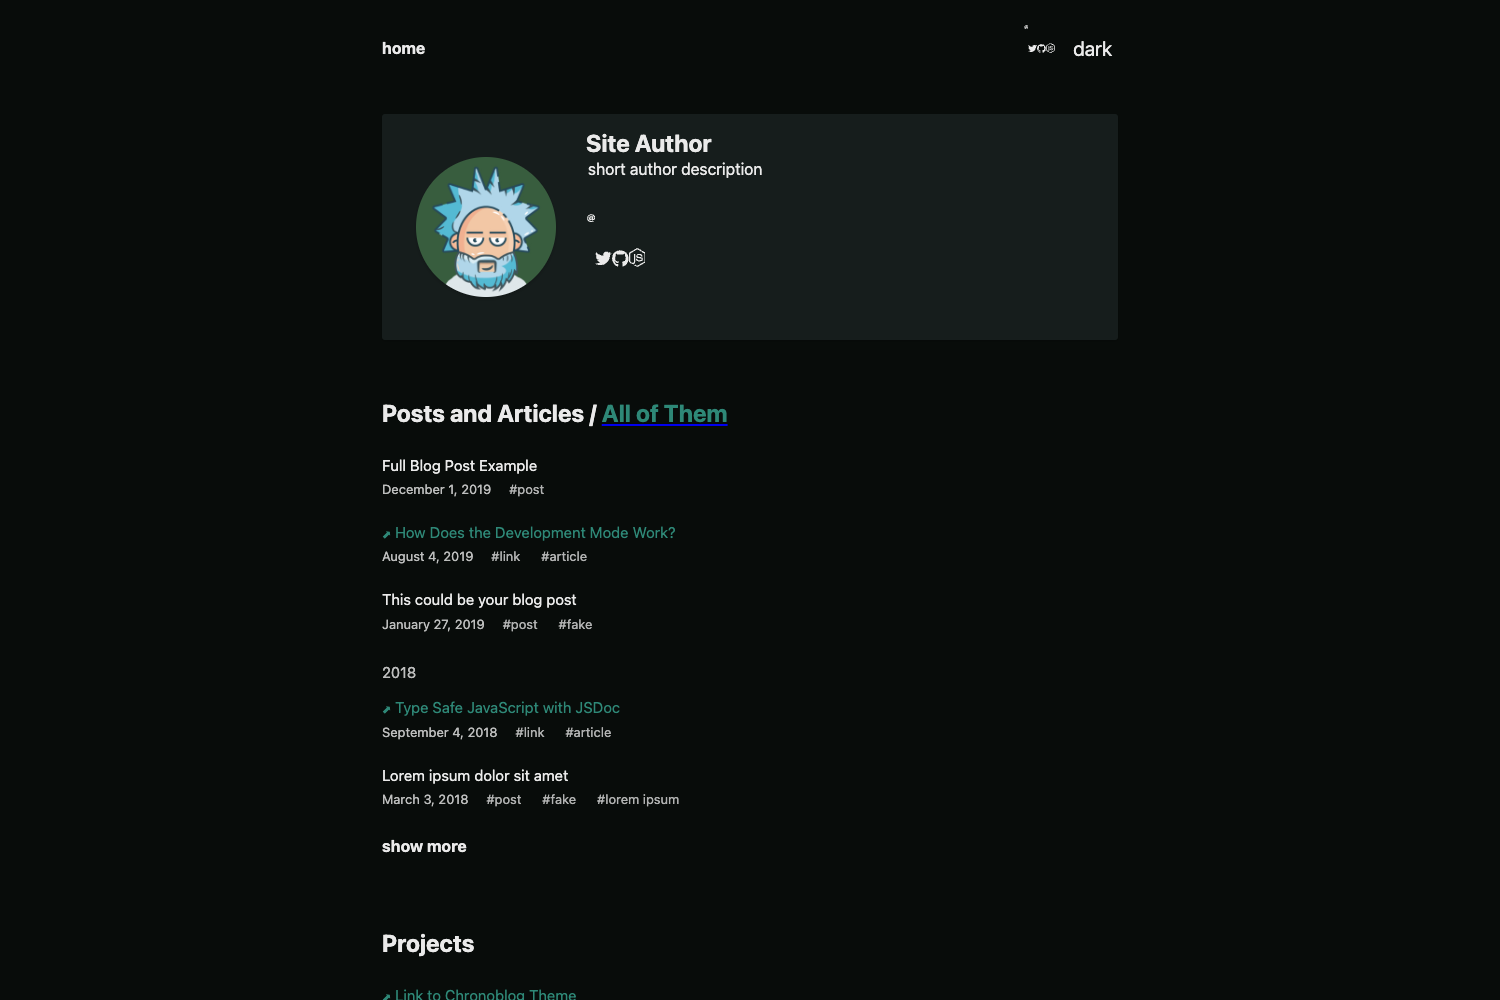 home
@
dark
Site Author
short author description
@
JS
Posts and Articles / All of Them
Full Blog Post Example
December 1, 2019 #post
⬈ How Does the Development Mode Work?
August 4, 2019 #link #article
This could be your blog post
January 27, 2019 #post #fake
2018
⬈ Type Safe JavaScript with JSDoc
September 4, 2018 #link #article
Lorem ipsum dolor sit amet
March 3, 2018 #post #fake #lorem ipsum
show more
Projects
⬈ Link to Chronoblog Theme